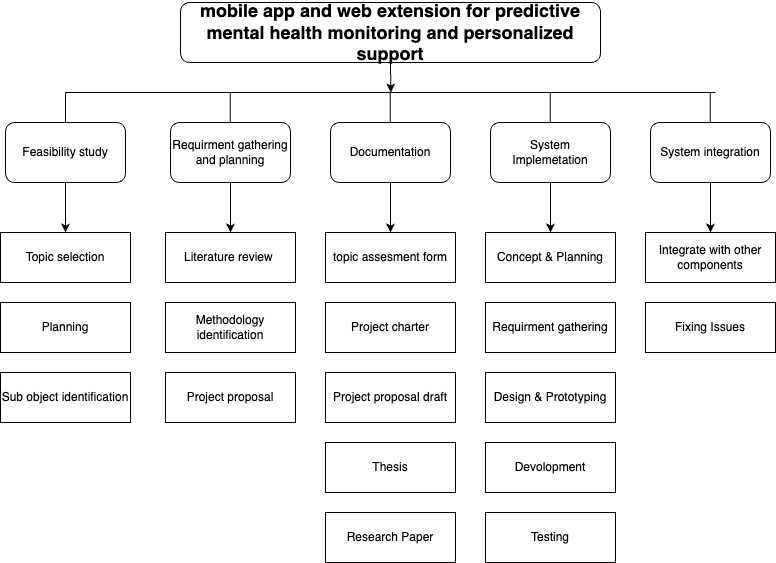 mobile app and web extension for predictive
mental health monitoring and personalized
support
Feasibility study
Requirment gathering
and planning
Documentation
System
Implemetation
System integration
Topic selection
Literature review
topic assesment form
Concept & Planning
Integrate with other
components
Planning
Methodology
identification
Project charter
Requirment gathering
Fixing Issues
Sub object identification
Project proposal
Project proposal draft
Design & Prototyping
Thesis
Devolopment
Research Paper
Testing